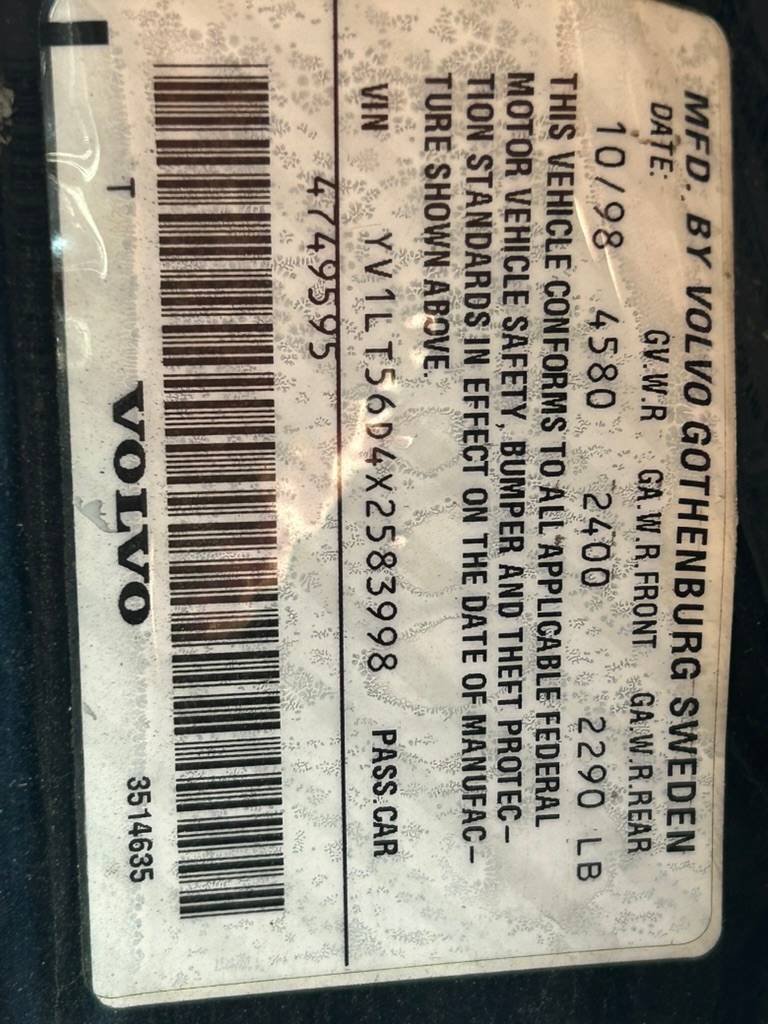 MFD. BY VOLVO GOTHENBURG SWEDEN
DATE: GV.W.R GA.W.R.FRONT GA.W.R.REAR
10/98 4580 2400 2290 LB
THIS VEHICLE CONFORMS TO ALL APPLICABLE FEDERAL
MOTOR VEHICLE SAFETY, BUMPER AND THEFT PROTEC-
TION STANDARDS IN EFFECT ON THE DATE OF MANUFAC-
TURE SHOWN ABOVE.
VIN YV1LT56D4X2583998 PASS.CAR
4749595
T VOLVO 3514635